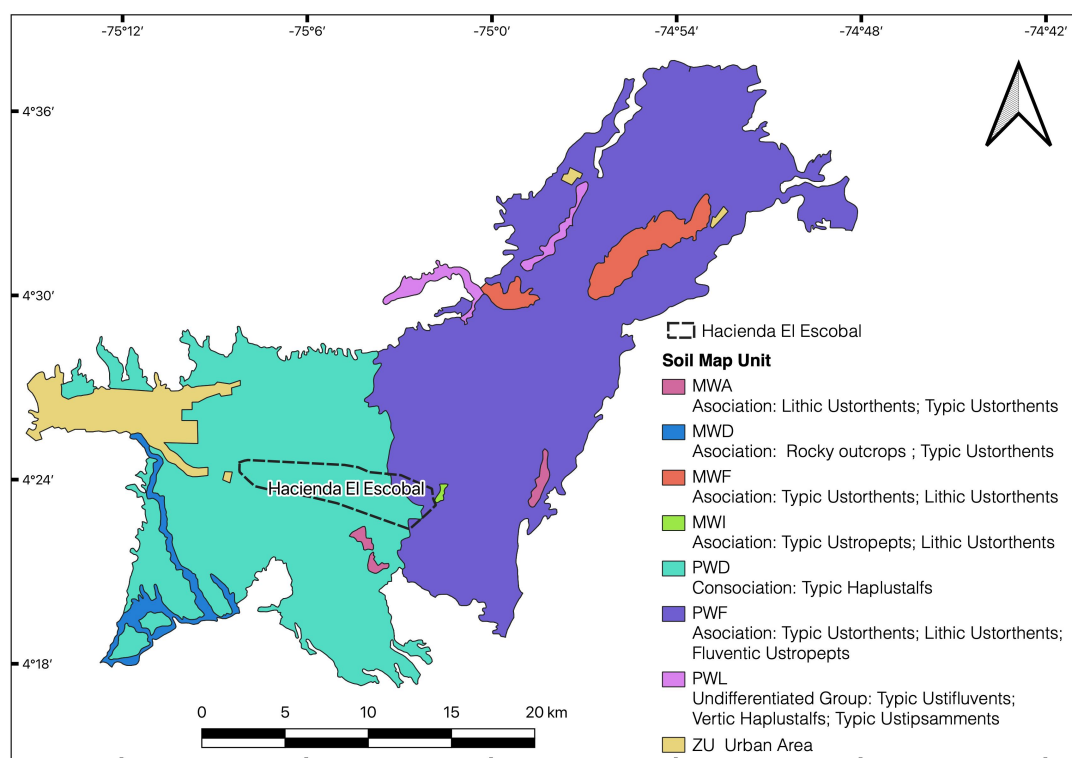 -75°12′ -75°6′ -75°0′ -74°54′ -74°48′ -74°42′
4°36′
4°30′
4°24′
4°18′
Hacienda El Escobal
Hacienda El Escobal
Soil Map Unit
MWA
Asociation: Lithic Ustorthents; Typic Ustorthents
MWD
Asociation: Rocky outcrops ; Typic Ustorthents
MWF
Asociation: Typic Ustorthents; Lithic Ustorthents
MWI
Asociation: Typic Ustropepts; Lithic Ustorthents
PWD
Consociation: Typic Haplustalfs
PWF
Asociation: Typic Ustorthents; Lithic Ustorthents;
Fluventic Ustropepts
PWL
Undifferentiated Group: Typic Ustifluvents;
Vertic Haplustalfs; Typic Ustipsamments
ZU Urban Area
0 5 10 15 20 km